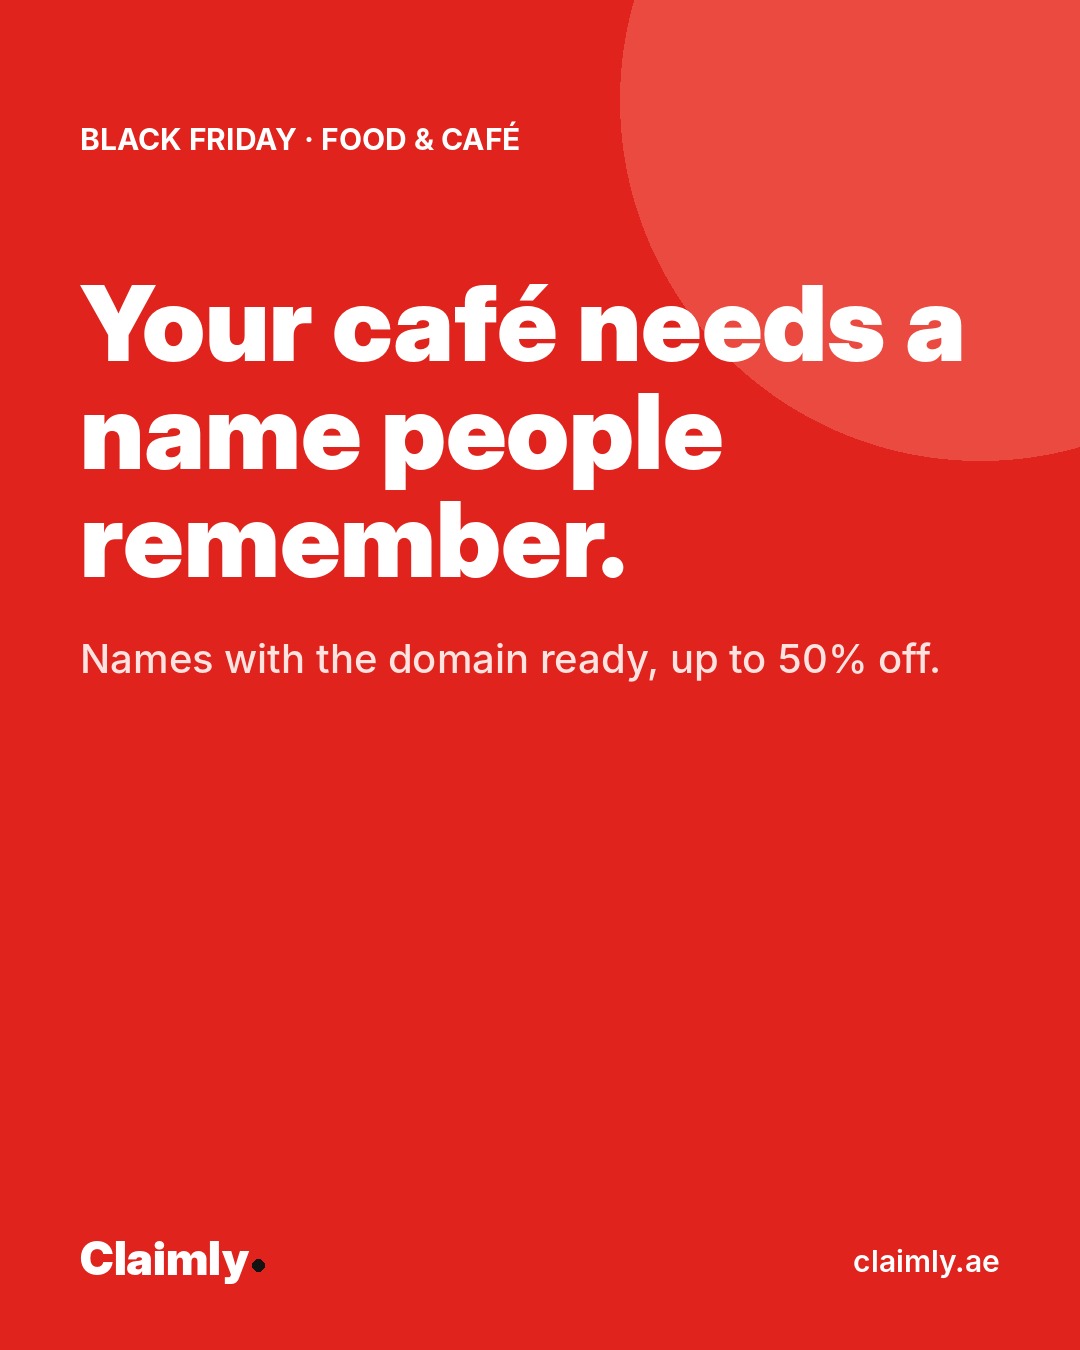 BLACK FRIDAY · FOOD & CAFÉ
Your café needs a
name people
remember.
Names with the domain ready, up to 50% off.
Claimly.
claimly.ae